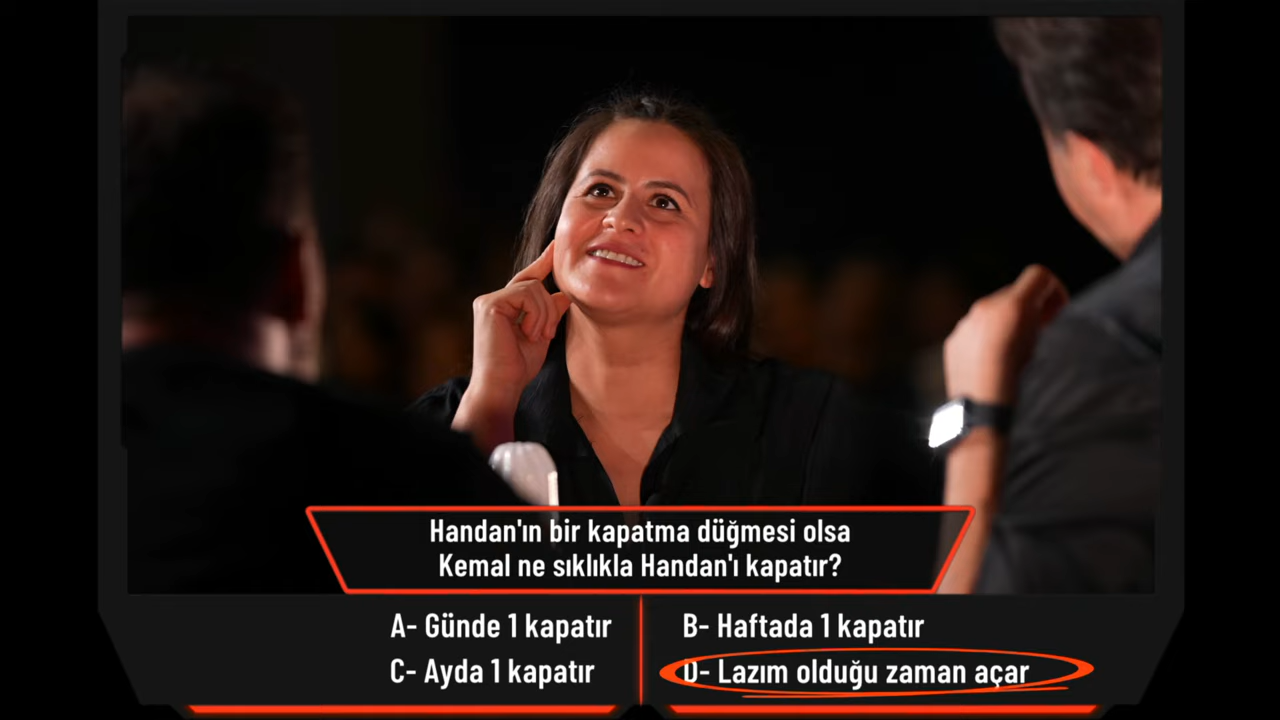 Handan'ın bir kapatma düğmesi olsa
Kemal ne sıklıkla Handan'ı kapatır?
A- Günde 1 kapatır
B- Haftada 1 kapatır
C- Ayda 1 kapatır
D- Lazım olduğu zaman açar